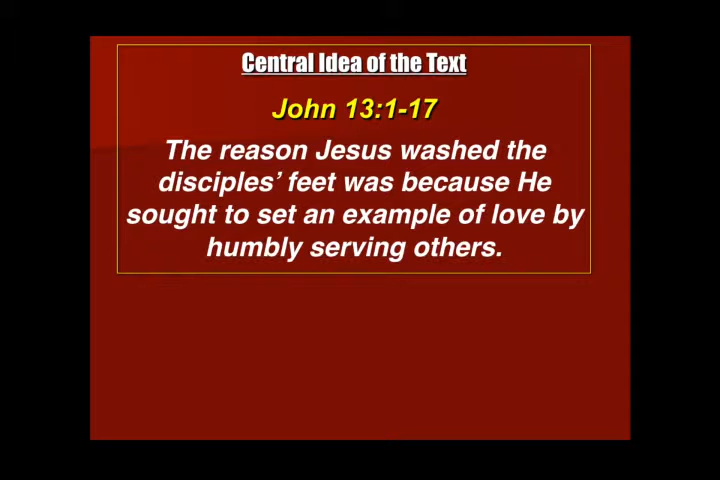 Central Idea of the Text
John 13:1-17
The reason Jesus washed the
disciples’ feet was because He
sought to set an example of love by
humbly serving others.